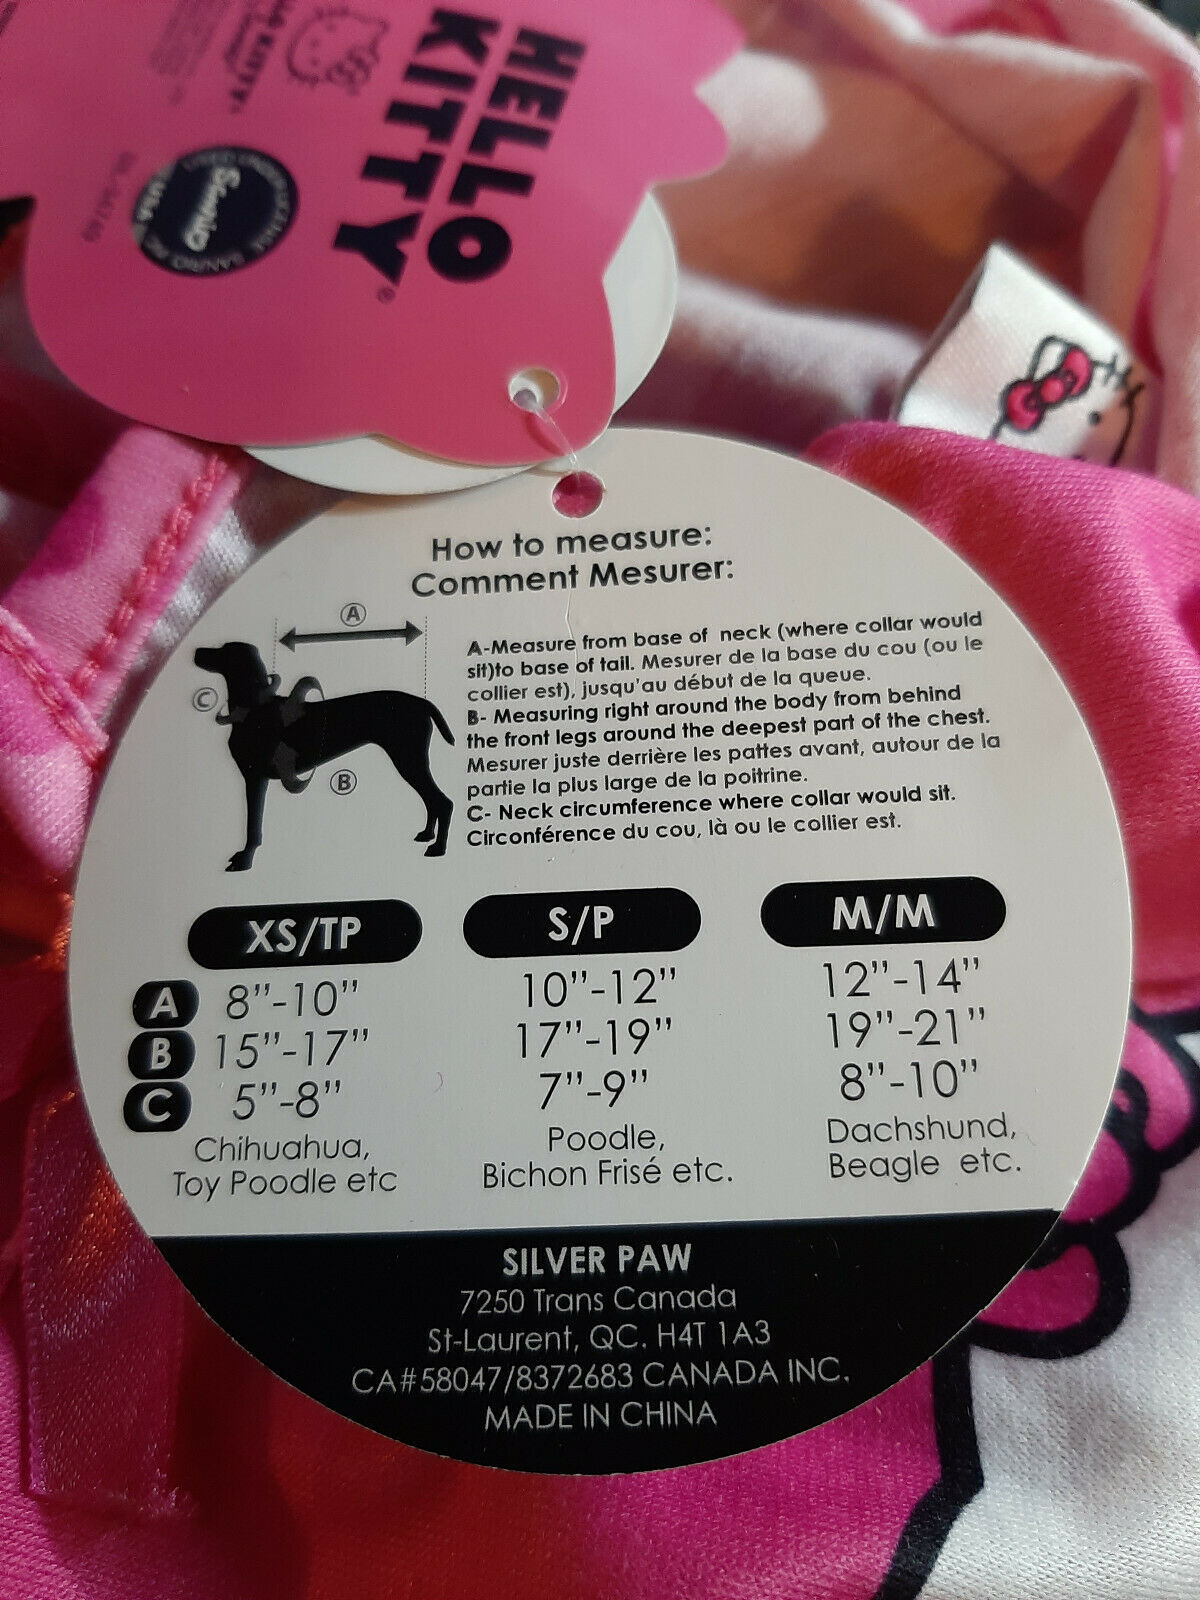 HELLO
KITTY®
HELLO KITTY.
Sanrio
How to measure:
Comment Mesurer:
A
C
B
A-Measure from base of neck (where collar would
sit)to base of tail. Mesurer de la base du cou (ou le
collier est), jusqu'au début de la queue.
B- Measuring right around the body from behind
the front legs around the deepest part of the chest.
Mesurer juste derrière les pattes avant, autour de la
partie la plus large de la poitrine.
C- Neck circumference where collar would sit.
Circonférence du cou, là ou le collier est.
XS/TP S/P M/M
A 8"-10" 10"-12" 12"-14"
B 15"-17" 17"-19" 19"-21"
C 5"-8" 7"-9" 8"-10"
Chihuahua, Poodle, Dachshund,
Toy Poodle etc Bichon Frisé etc. Beagle etc.
SILVER PAW
7250 Trans Canada
St-Laurent, QC. H4T 1A3
CA#58047/8372683 CANADA INC.
MADE IN CHINA